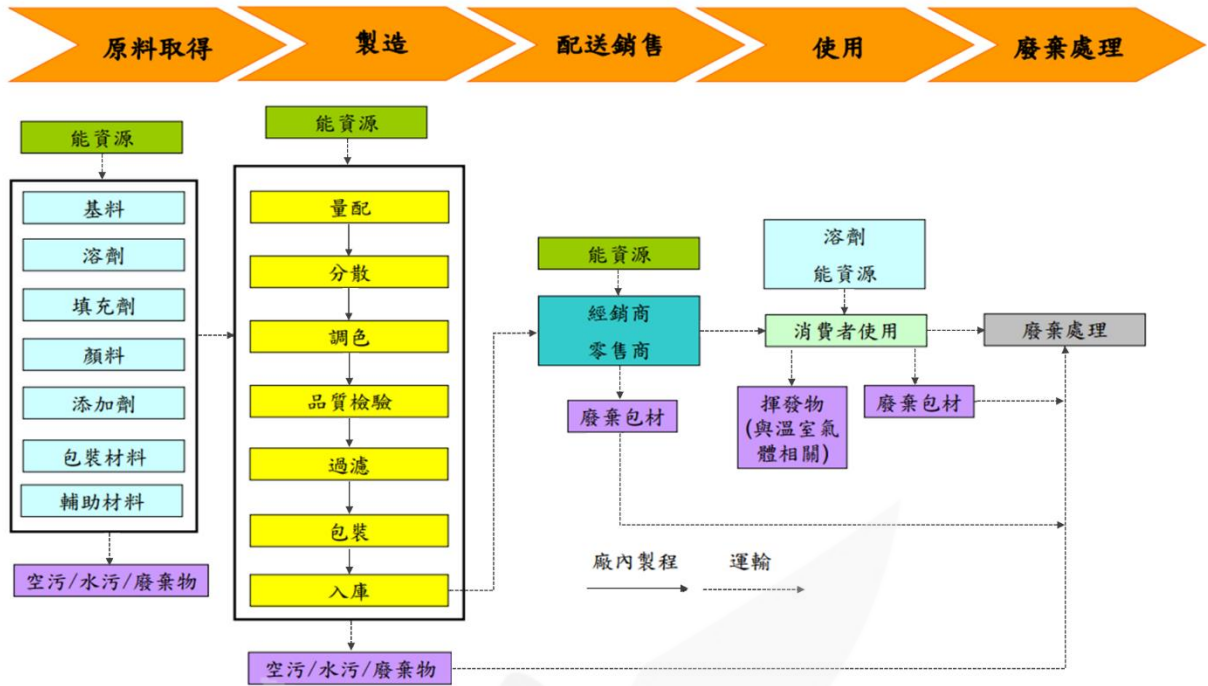 原料取得
製造
配送銷售
使用
廢棄處理
能資源
基料
溶劑
填充劑
顏料
添加劑
包裝材料
輔助材料
空污/水污/廢棄物
能資源
量配
分散
調色
品質檢驗
過濾
包裝
入庫
空污/水污/廢棄物
能資源
經銷商
零售商
廢棄包材
溶劑
能資源
消費者使用
揮發物
(與溫室氣
體相關)
廢棄包材
廢棄處理
廠內製程
運輸